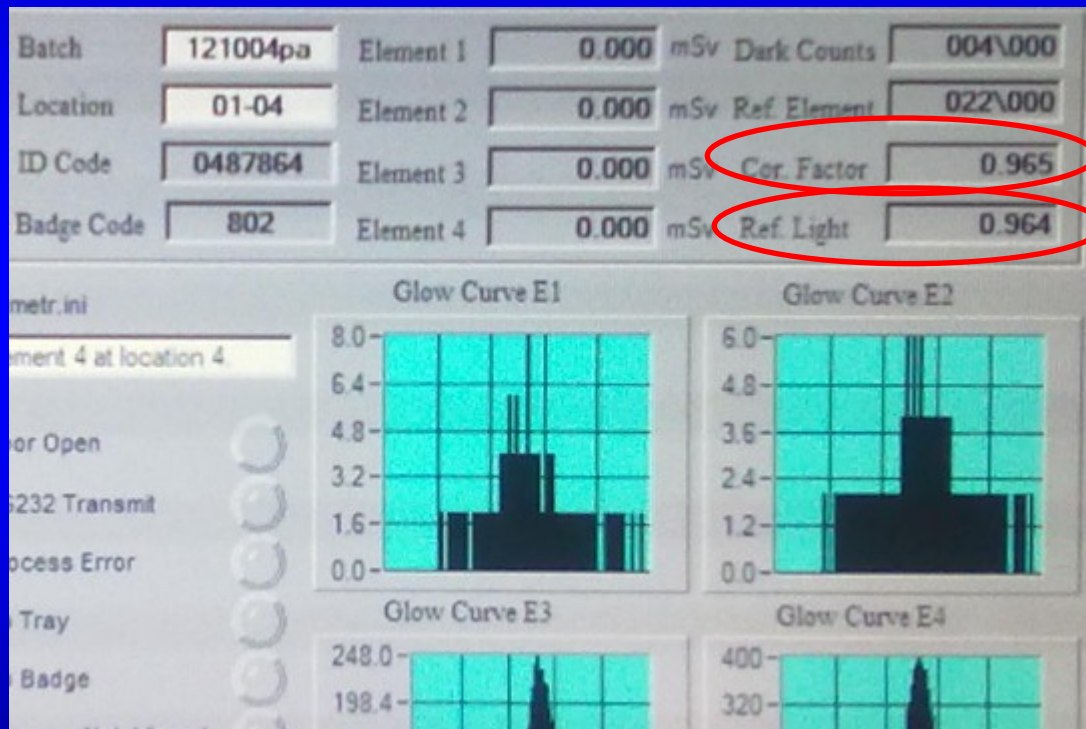 Batch 121004pa Element 1 0.000 mSv Dark Counts 004\000
Location 01-04 Element 2 0.000 mSv Ref. Element 022\000
ID Code 0487864 Element 3 0.000 mSv Cor. Factor 0.965
Badge Code 802 Element 4 0.000 mSv Ref. Light 0.964
metr.ini
ement 4 at location 4.
or Open
S232 Transmit
ocess Error
Tray
Badge
Glow Curve E1
8.0
6.4
4.8
3.2
1.6
0.0
Glow Curve E2
6.0
4.8
3.6
2.4
1.2
0.0
Glow Curve E3
248.0
198.4
Glow Curve E4
400
320